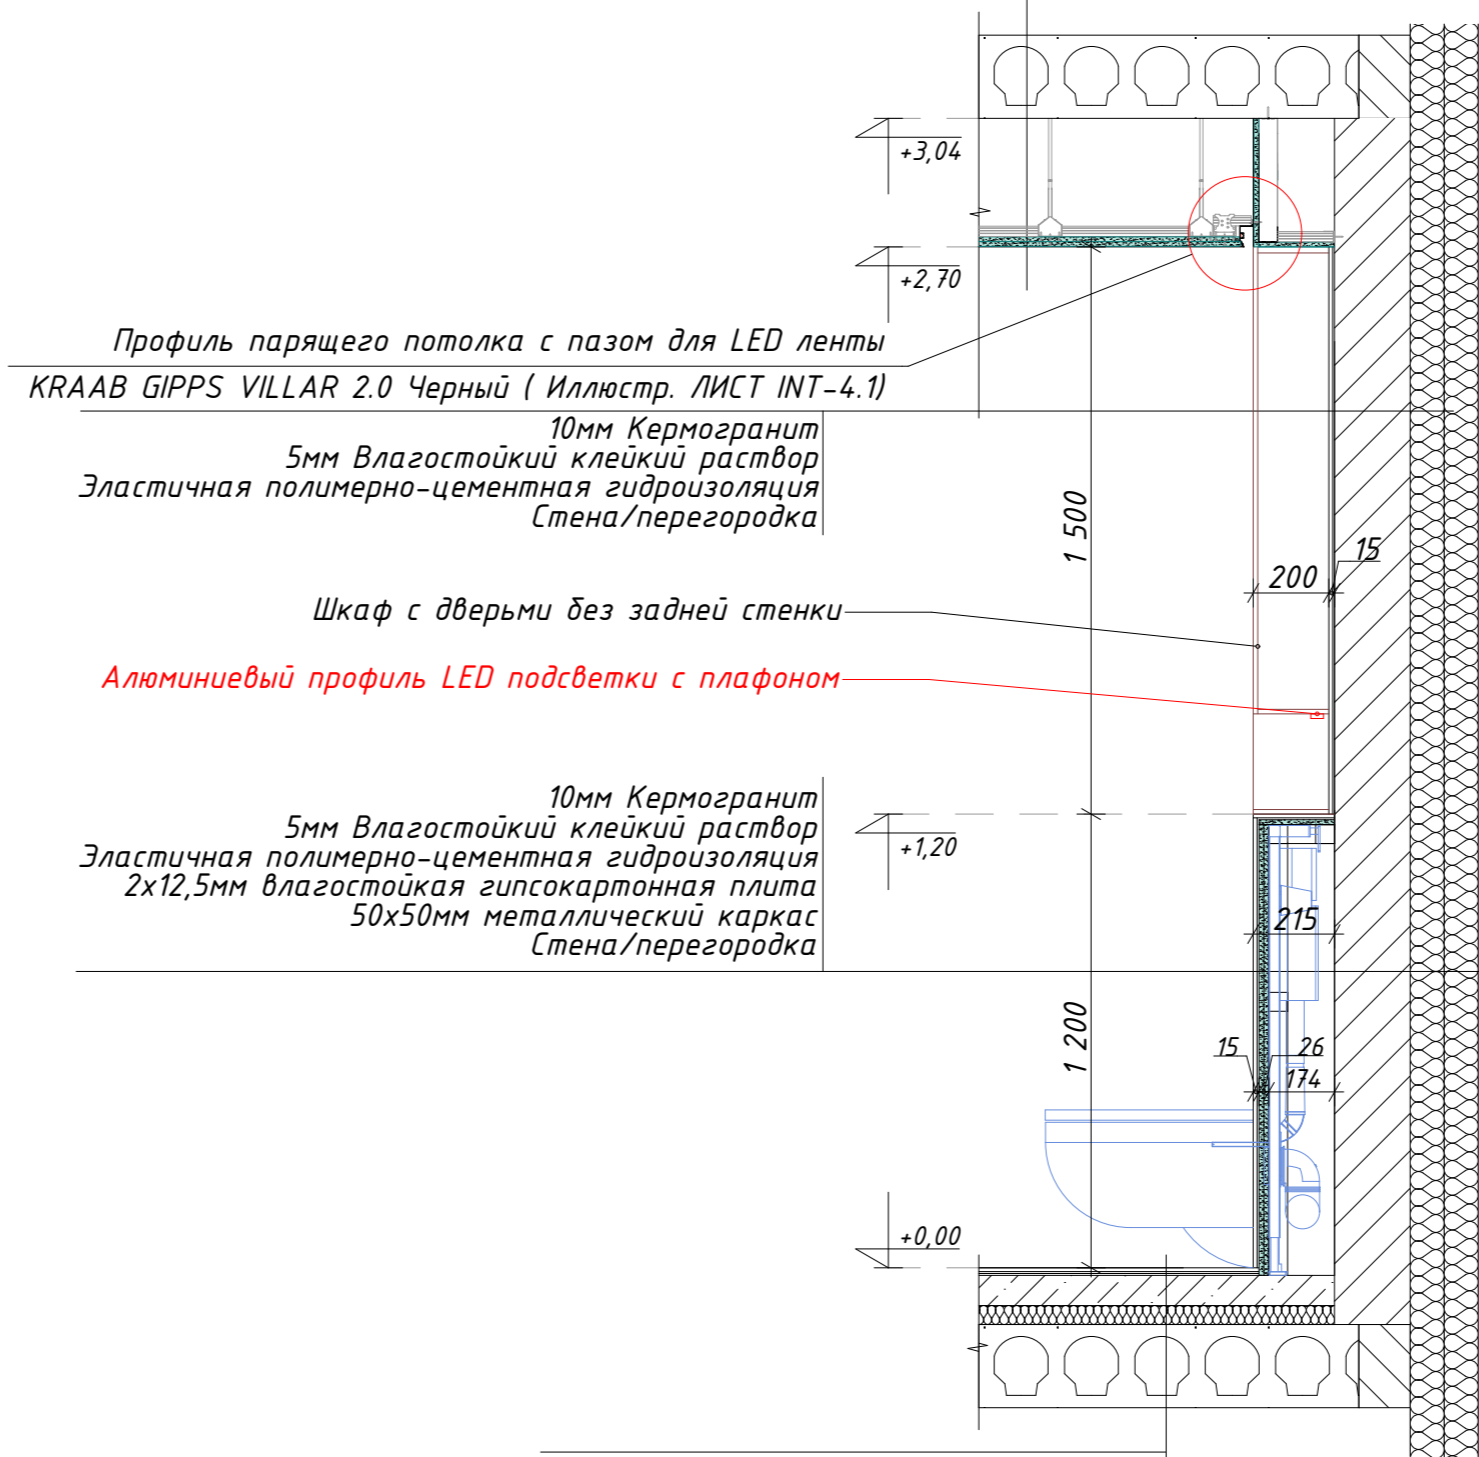 +3,04
+2,70
Профиль парящего потолка с пазом для LED ленты
KRAAB GIPPS VILLAR 2.0 Черный ( Иллюстр. ЛИСТ INT-4.1)
10мм Кермогранит
5мм Влагостойкий клейкий раствор
Эластичная полимерно-цементная гидроизоляция
Стена/перегородка
1 500
200
15
Шкаф с дверьми без задней стенки
Алюминиевый профиль LED подсветки с плафоном
10мм Кермогранит
5мм Влагостойкий клейкий раствор
Эластичная полимерно-цементная гидроизоляция
2х12,5мм влагостойкая гипсокартонная плита
50х50мм металлический каркас
Стена/перегородка
+1,20
215
1 200
15
26
174
+0,00